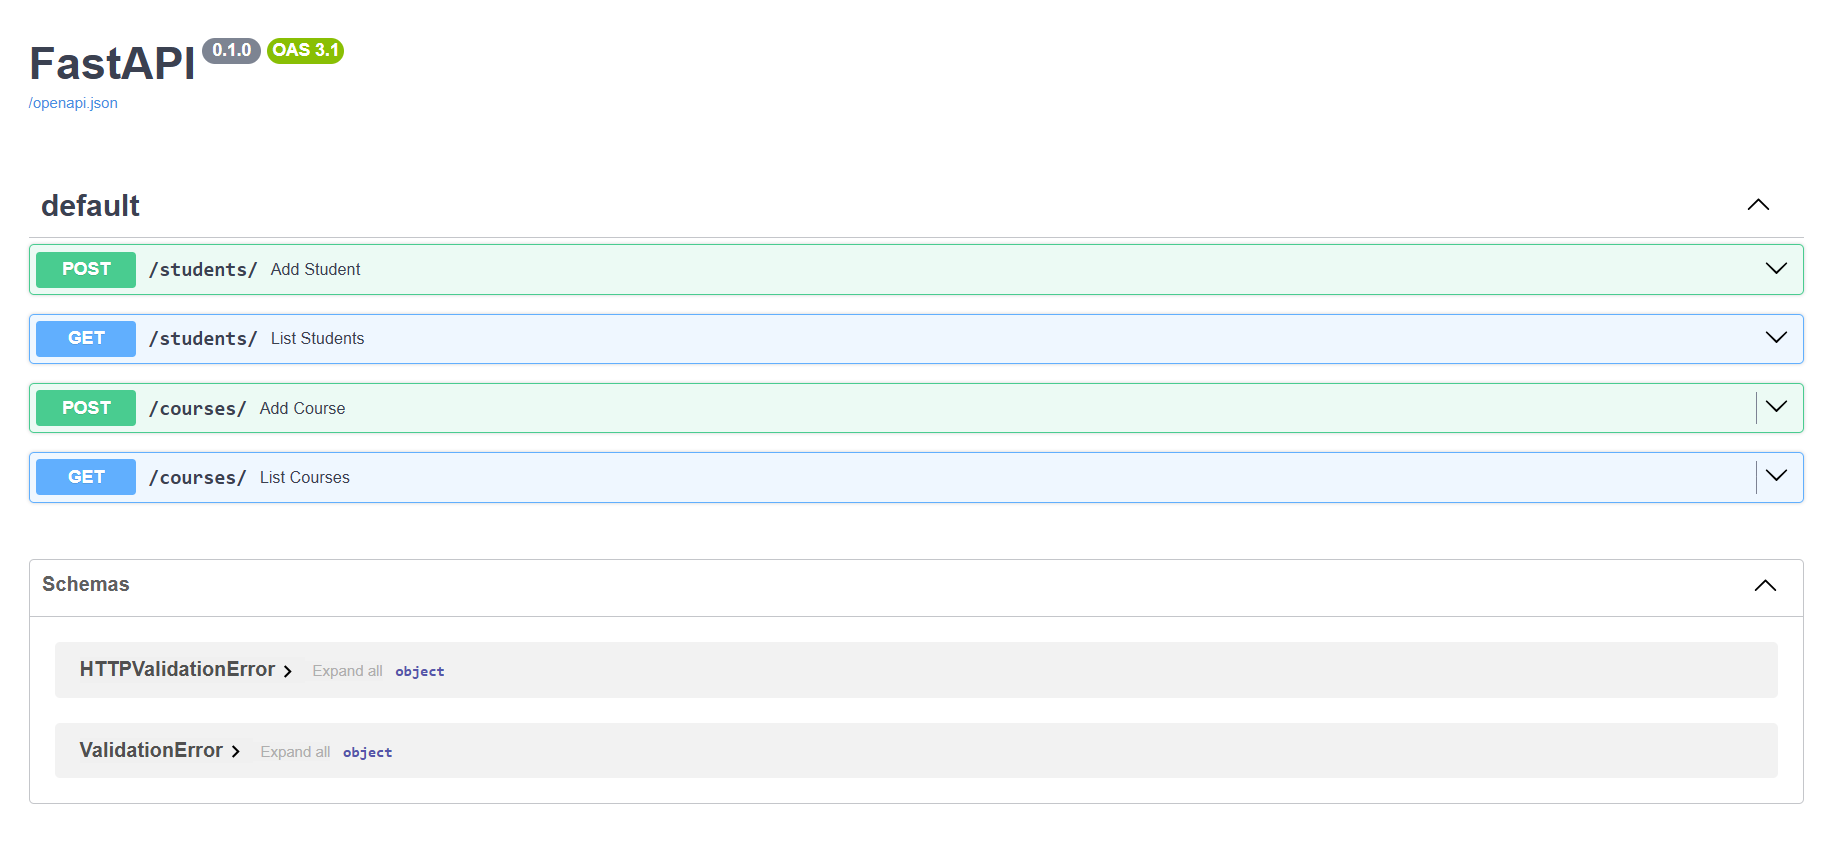 FastAPI 0.1.0 OAS 3.1
/openapi.json
default
POST /students/ Add Student
GET /students/ List Students
POST /courses/ Add Course
GET /courses/ List Courses
Schemas
HTTPValidationError Expand all object
ValidationError Expand all object